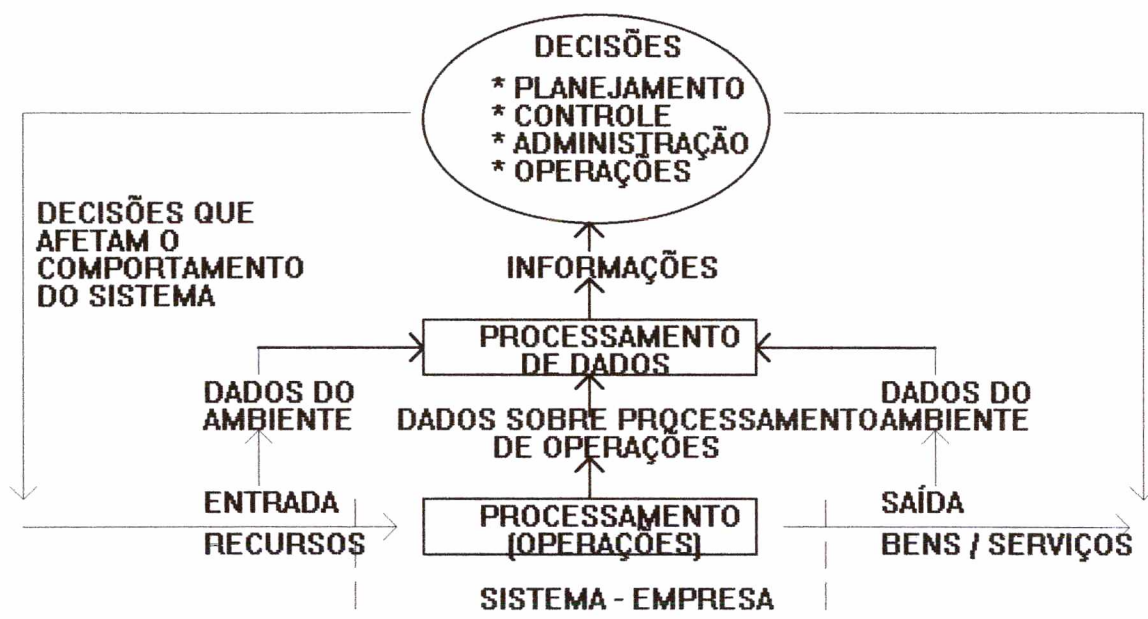 DECISÕES
* PLANEJAMENTO
* CONTROLE
* ADMINISTRAÇÃO
* OPERAÇÕES
DECISÕES QUE
AFETAM O
COMPORTAMENTO
DO SISTEMA
INFORMAÇÕES
PROCESSAMENTO
DE DADOS
DADOS DO
AMBIENTE
DADOS SOBRE PROCESSAMENTO
DE OPERAÇÕES
DADOS DO
AMBIENTE
ENTRADA
RECURSOS
PROCESSAMENTO
(OPERAÇÕES)
SAÍDA
BENS / SERVIÇOS
SISTEMA - EMPRESA